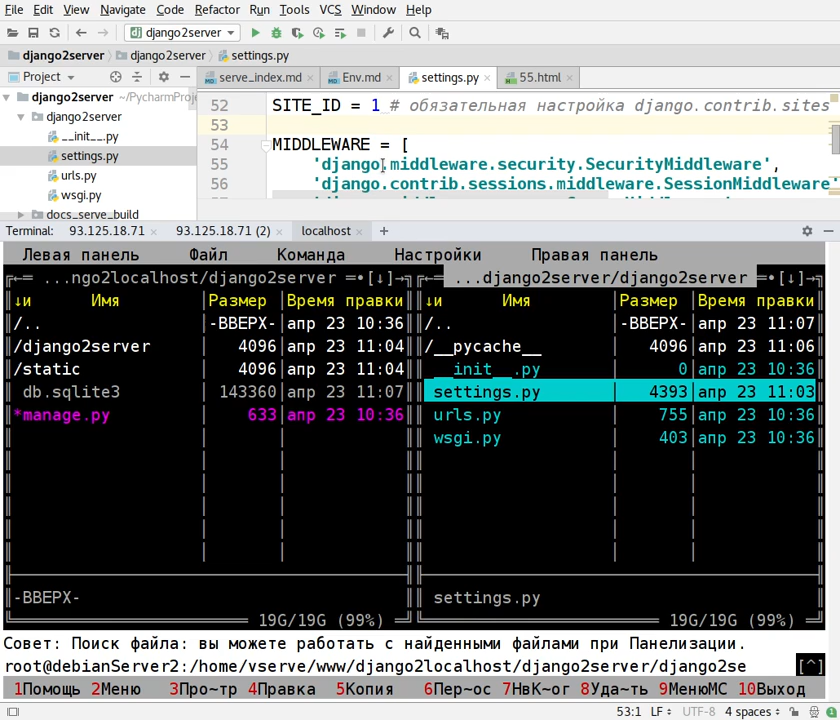 File Edit View Navigate Code Refactor Run Tools VCS Window Help
django2server
django2server django2server settings.py
Project serve_index.md Env.md settings.py 55.html
django2server ~/PycharmProj
django2server
__init__.py
settings.py
urls.py
wsgi.py
docs_serve_build
52 SITE_ID = 1 # обязательная настройка django.contrib.sites
53
54 MIDDLEWARE = [
55 'django.middleware.security.SecurityMiddleware',
56 'django.contrib.sessions.middleware.SessionMiddleware'
Terminal: 93.125.18.71 93.125.18.71 (2) localhost +
Левая панель Файл Команда Настройки Правая панель
...ngo2localhost/django2server =•[↓]→ ...django2server/django2server =•[↓]→
↓и Имя Размер Время правки ↓и Имя Размер Время правки
/.. -ВВЕРХ- апр 23 10:36 /.. -ВВЕРХ- апр 23 11:07
/django2server 4096 апр 23 11:04 /__pycache__ 4096 апр 23 11:06
/static 4096 апр 23 11:04 __init__.py 0 апр 23 10:36
db.sqlite3 143360 апр 23 11:07 settings.py 4393 апр 23 11:03
*manage.py 633 апр 23 10:36 urls.py 755 апр 23 10:36
wsgi.py 403 апр 23 10:36
-ВВЕРХ- settings.py
19G/19G (99%) 19G/19G (99%)
Совет: Поиск файла: вы можете работать с найденными файлами при Панелизации.
root@debianServer2:/home/vserve/www/django2localhost/django2server/django2se [^]
1Помощь 2Меню 3Про~тр 4Правка 5Копия 6Пер~ос 7НвК~ог 8Уда~ть 9МенюМС 10Выход
53:1 LF UTF-8 4 spaces 1